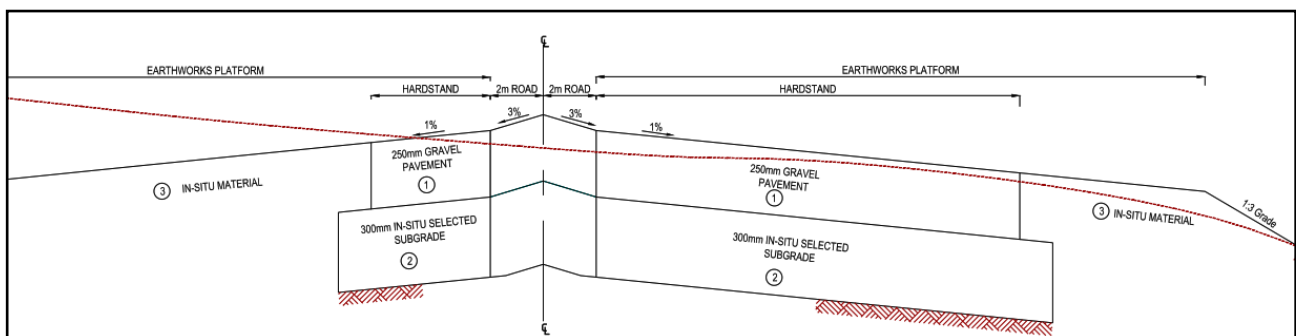 ℄
EARTHWORKS PLATFORM
EARTHWORKS PLATFORM
HARDSTAND
2m ROAD
2m ROAD
HARDSTAND
3%
3%
1%
1%
250mm GRAVEL
PAVEMENT
1
250mm GRAVEL
PAVEMENT
1
3 IN-SITU MATERIAL
3 IN-SITU MATERIAL
1:3 Grade
300mm IN-SITU SELECTED
SUBGRADE
2
300mm IN-SITU SELECTED
SUBGRADE
2
℄